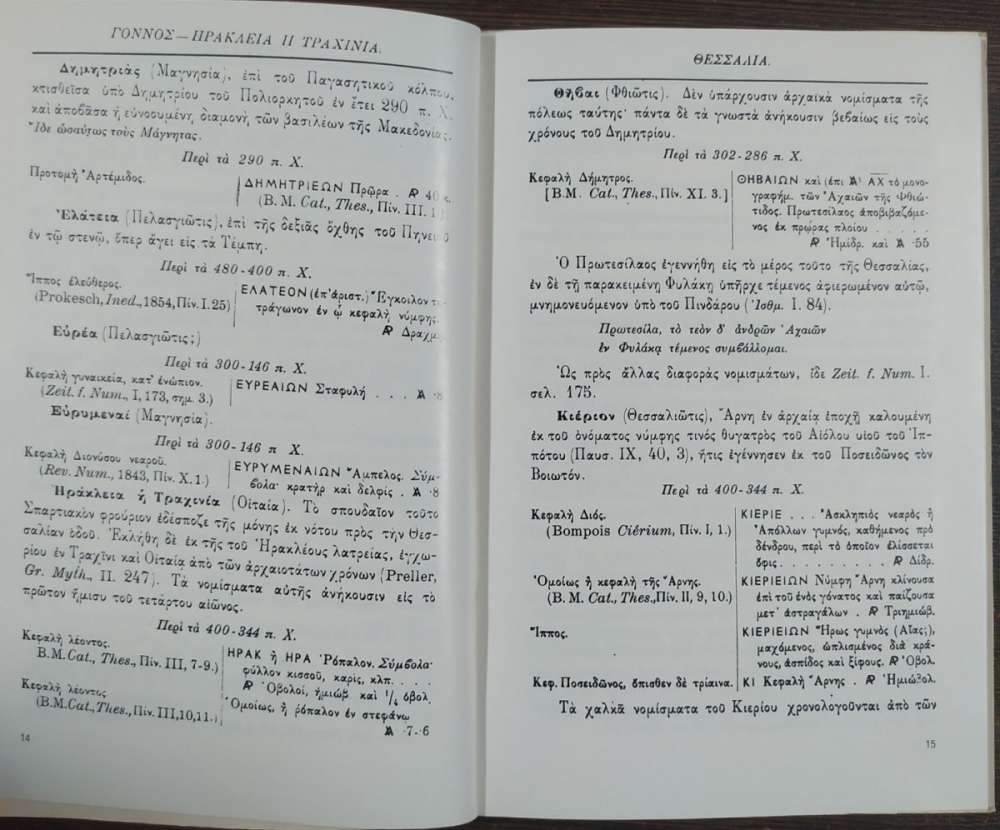 ΓΟΝΝΟΣ — ΗΡΑΚΛΕΙΑ Η ΤΡΑΧΙΝΙΑ.
Δημητριὰς (Μαγνησία), ἐπὶ τοῦ Παγασητικοῦ κόλπου,
κτισθεῖσα ὑπὸ Δημητρίου τοῦ Πολιορκητοῦ ἐν ἔτει 290 π. Χ.
καὶ ἀποβᾶσα ἡ εὐνοουμένη διαμονὴ τῶν βασιλέων τῆς Μακεδονίας.
Ἴδε ὡσαύτως τοὺς Μάγνητας.
Περὶ τὰ 290 π. Χ.
Προτομὴ Ἀρτέμιδος.
ΔΗΜΗΤΡΙΕΩΝ Πρῷρα . ΑR 40
(B. M. Cat., Thes., Πίν. III. 1
Ἐλάτεια (Πελασγιῶτις), ἐπὶ τῆς δεξιᾶς ὄχθης τοῦ Πηνειοῦ
ἐν τῷ στενῷ, ὅπερ ἄγει εἰς τὰ Τέμπη.
Περὶ τὰ 480-400 π. Χ.
Ἵππος ἐλεύθερος.
(Prokesch, Ined., 1854, Πίν. I. 25)
ΕΛΑΤΕΟΝ (ἐπ' ἀριστ.) Ἔγκοιλον τε-
τράγωνον ἐν ᾧ κεφαλὴ νύμφης.
ΑR Δραχμ
Εὐρέα (Πελασγιῶτις;)
Περὶ τὰ 300-146 π. Χ.
Κεφαλὴ γυναικεία, κατ' ἐνώπιον.
(Zeit. f. Num., I, 173, σημ. 3.)
ΕΥΡΕΑΙΩΝ Σταφυλή . . . Æ ·8
Εὐρυμεναί (Μαγνησία).
Περὶ τὰ 300-146 π. Χ.
Κεφαλὴ Διονύσου νεαροῦ.
(Rev. Num., 1843, Πίν. X. 1.)
ΕΥΡΥΜΕΝΑΙΩΝ Ἄμπελος. Σύμ-
βολα· κρατὴρ καὶ δελφίς . Æ ·8
Ἡράκλεια ἡ Τραχινία (Οἰταία). Τὸ σπουδαῖον τοῦτο
Σπαρτιακὸν φρούριον ἐδέσποζε τῆς μόνης ἐκ νότου πρὸς τὴν Θεσ-
σαλίαν ὁδοῦ. Ἐκλήθη δὲ ἐκ τῆς τοῦ Ἡρακλέους λατρείας, ἐγχω-
ρίου ἐν Τραχῖνι καὶ Οἰταίᾳ ἀπὸ τῶν ἀρχαιοτάτων χρόνων (Preller,
Gr. Myth., II. 247). Τὰ νομίσματα αὐτῆς ἀνήκουσιν εἰς τὸ
πρῶτον ἥμισυ τοῦ τετάρτου αἰῶνος.
Περὶ τὰ 400-344 π. Χ.
Κεφαλὴ λέοντος.
B.M. Cat., Thes., Πίν. III, 7-9.)
ΗΡΑΚ ἢ ΗΡΑ Ῥόπαλον. Σύμβολα·
φύλλον κισσοῦ, καρίς, κλπ. . . . .
ΑR Ὀβολοί, ἡμιώβ. καὶ 1/4 ὀβολ.
Κεφαλὴ λέοντος.
(B.M. Cat., Thes., Πίν. III, 10, 11.)
Ὁμοίως, ἢ ῥόπαλον ἐν στεφάνῳ
Æ ·7-·6
14
ΘΕΣΣΑΛΙΑ.
Θῆβαι (Φθιῶτις). Δὲν ὑπάρχουσιν ἀρχαϊκὰ νομίσματα τῆς
πόλεως ταύτης· πάντα δὲ τὰ γνωστὰ ἀνήκουσιν βεβαίως εἰς τοὺς
χρόνους τοῦ Δημητρίου.
Περὶ τὰ 302-286 π. Χ.
Κεφαλὴ Δήμητρος.
[B.M. Cat., Thes., Πίν. XI. 3.]
ΘΗΒΑΙΩΝ καὶ (ἐπὶ Æ ΑΧ τὸ μονο-
γράφημ. τῶν Ἀχαιῶν τῆς Φθιώ-
τιδος. Πρωτεσίλαος ἀποβιβαζόμε-
νος ἐκ πρῴρας πλοίου . . . . .
ΑR Ἡμίδρ. καὶ Æ ·55
Ὁ Πρωτεσίλαος ἐγεννήθη εἰς τὸ μέρος τοῦτο τῆς Θεσσαλίας,
ἐν δὲ τῇ παρακειμένῃ Φυλάκῃ ὑπῆρχε τέμενος ἀφιερωμένον αὐτῷ,
μνημονευόμενον ὑπὸ τοῦ Πινδάρου (Ἰσθμ. I. 84).
Πρωτεσίλα, τὸ τεὸν δ' ἀνδρῶν Ἀχαιῶν
ἐν Φυλάκᾳ τέμενος συμβάλλομαι.
Ὡς πρὸς ἄλλας διαφορὰς νομισμάτων, ἴδε Zeit. f. Num. I.
σελ. 175.
Κιέριον (Θεσσαλιῶτις), Ἄρνη ἐν ἀρχαίᾳ ἐποχῇ καλουμένη
ἐκ τοῦ ὀνόματος νύμφης τινὸς θυγατρὸς τοῦ Αἰόλου υἱοῦ τοῦ Ἱπ-
πότου (Παυσ. IX, 40, 3), ἥτις ἐγέννησεν ἐκ τοῦ Ποσειδῶνος τὸν
Βοιωτόν.
Περὶ τὰ 400-344 π. Χ.
Κεφαλὴ Διός.
(Bompois Ciérium, Πίν. I, 1.)
ΚΙΕΡΙΕ . . . Ἀσκληπιὸς νεαρὸς ἢ
Ἀπόλλων γυμνός, καθήμενος πρὸ
δένδρου, περὶ τὸ ὁποῖον ἑλίσσεται
ὄφις . . . . . . . . . ΑR Δίδρ.
Ὁμοίως ἢ κεφαλὴ τῆς Ἄρνης.
(B. M. Cat., Thes., Πίν. II, 9, 10.)
ΚΙΕΡΙΕΙΩΝ Νύμφη Ἄρνη κλίνουσα
ἐπὶ τοῦ ἑνὸς γόνατος καὶ παίζουσα
μετ' ἀστραγάλων . ΑR Τριημιώβ.
Ἵππος.
ΚΙΕΡΙΕΙΩΝ Ἥρως γυμνὸς (Αἴας;),
μαχόμενος, ὡπλισμένος διὰ κρά-
νους, ἀσπίδος καὶ ξίφους. ΑR Ὀβολ.
Κεφ. Ποσειδῶνος, ὄπισθεν δὲ τρίαινα.
ΚΙ Κεφαλὴ Ἄρνης . ΑR Ἡμιώβολ.
Τὰ χαλκᾶ νομίσματα τοῦ Κιερίου χρονολογοῦνται ἀπὸ τῶν
15